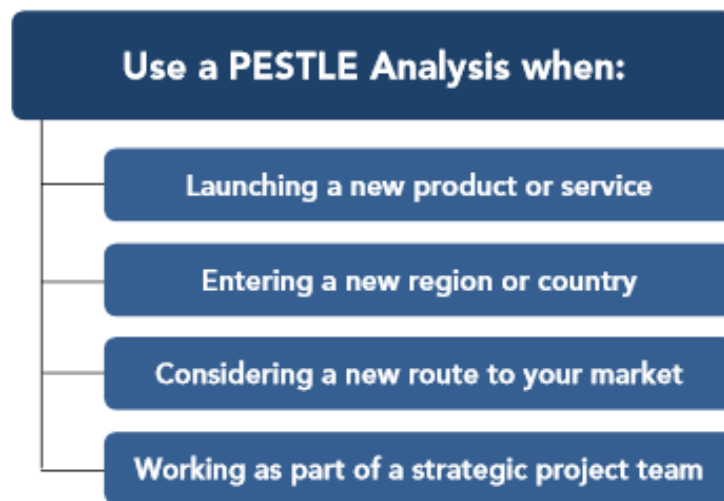 Use a PESTLE Analysis when:
Launching a new product or service
Entering a new region or country
Considering a new route to your market
Working as part of a strategic project team